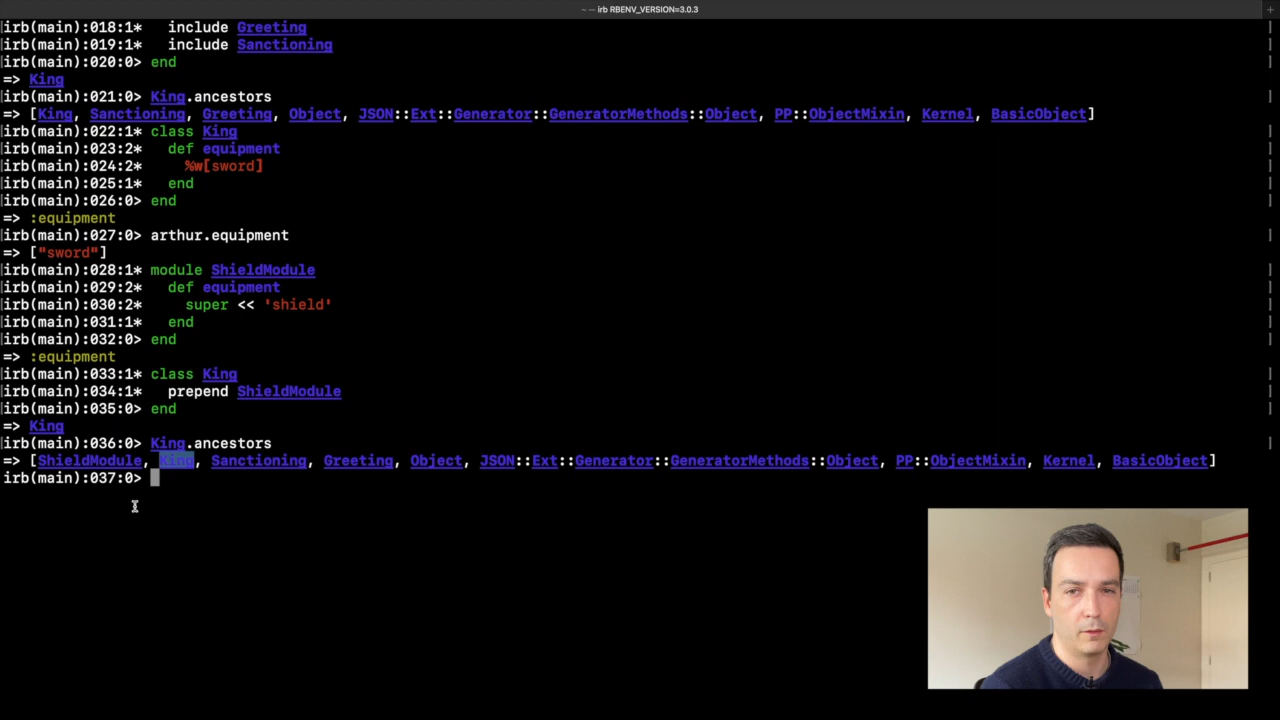 ~ — irb RBENV_VERSION=3.0.3
irb(main):018:1*   include Greeting
irb(main):019:1*   include Sanctioning
irb(main):020:0> end
=> King
irb(main):021:0> King.ancestors
=> [King, Sanctioning, Greeting, Object, JSON::Ext::Generator::GeneratorMethods::Object, PP::ObjectMixin, Kernel, BasicObject]
irb(main):022:1* class King
irb(main):023:2*   def equipment
irb(main):024:2*     %w[sword]
irb(main):025:1*   end
irb(main):026:0> end
=> :equipment
irb(main):027:0> arthur.equipment
=> ["sword"]
irb(main):028:1* module ShieldModule
irb(main):029:2*   def equipment
irb(main):030:2*     super << 'shield'
irb(main):031:1*   end
irb(main):032:0> end
=> :equipment
irb(main):033:1* class King
irb(main):034:1*   prepend ShieldModule
irb(main):035:0> end
=> King
irb(main):036:0> King.ancestors
=> [ShieldModule, King, Sanctioning, Greeting, Object, JSON::Ext::Generator::GeneratorMethods::Object, PP::ObjectMixin, Kernel, BasicObject]
irb(main):037:0>